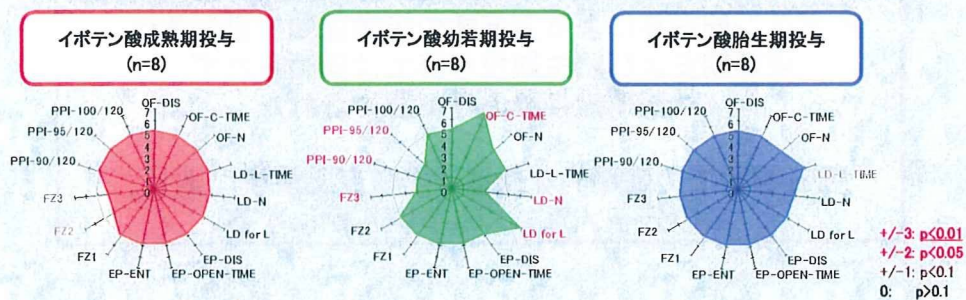 イボテン酸成熟期投与
(n=8)
OF-DIS
OF-C-TIME
OF-N
LD-L-TIME
LD-N
LD for L
EP-DIS
EP-OPEN-TIME
EP-ENT
FZ1
FZ2
FZ3
PPI-90/120
PPI-95/120
PPI-100/120
7
6
5
4
3
2
1
0
イボテン酸幼若期投与
(n=8)
OF-DIS
OF-C-TIME
OF-N
LD-L-TIME
LD-N
LD for L
EP-DIS
EP-OPEN-TIME
EP-ENT
FZ1
FZ2
FZ3
PPI-90/120
PPI-95/120
PPI-100/120
7
6
5
4
3
2
1
0
イボテン酸胎生期投与
(n=8)
OF-DIS
OF-C-TIME
OF-N
LD-L-TIME
LD-N
LD for L
EP-DIS
EP-OPEN-TIME
EP-ENT
FZ1
FZ2
FZ3
PPI-90/120
PPI-95/120
PPI-100/120
7
6
5
4
3
2
1
0
+/-3: p<0.01
+/-2: p<0.05
+/-1: p<0.1
0: p>0.1